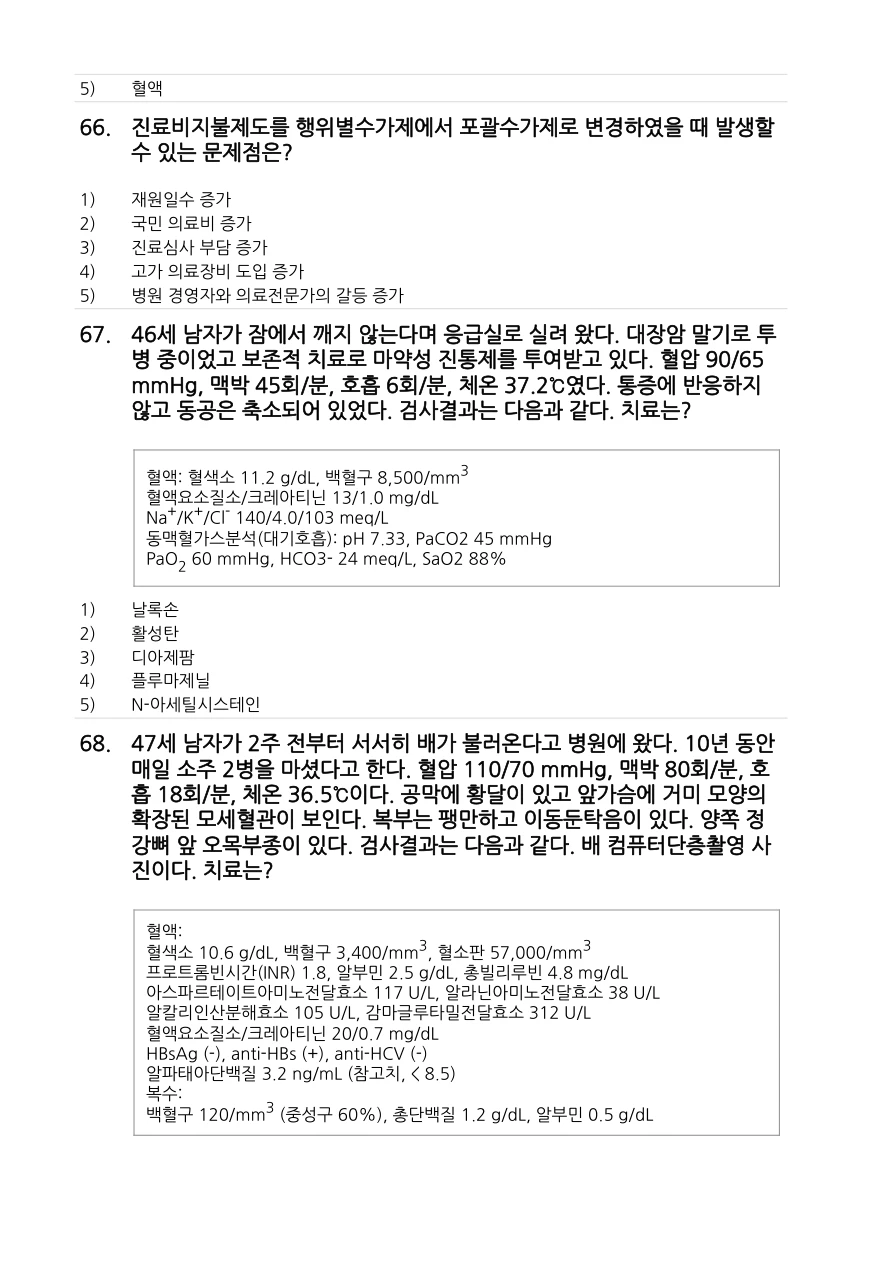 5) 혈액
66. 진료비지불제도를 행위별수가제에서 포괄수가제로 변경하였을 때 발생할
수 있는 문제점은?
1) 재원일수 증가
2) 국민 의료비 증가
3) 진료심사 부담 증가
4) 고가 의료장비 도입 증가
5) 병원 경영자와 의료전문가의 갈등 증가
67. 46세 남자가 잠에서 깨지 않는다며 응급실로 실려 왔다. 대장암 말기로 투
병 중이었고 보존적 치료로 마약성 진통제를 투여받고 있다. 혈압 90/65
mmHg, 맥박 45회/분, 호흡 6회/분, 체온 37.2℃였다. 통증에 반응하지
않고 동공은 축소되어 있었다. 검사결과는 다음과 같다. 치료는?
혈액: 혈색소 11.2 g/dL, 백혈구 8,500/mm³
혈액요소질소/크레아티닌 13/1.0 mg/dL
Na⁺/K⁺/Cl⁻ 140/4.0/103 meq/L
동맥혈가스분석(대기호흡): pH 7.33, PaCO2 45 mmHg
PaO₂ 60 mmHg, HCO3- 24 meq/L, SaO2 88%
1) 날록손
2) 활성탄
3) 디아제팜
4) 플루마제닐
5) N-아세틸시스테인
68. 47세 남자가 2주 전부터 서서히 배가 불러온다고 병원에 왔다. 10년 동안
매일 소주 2병을 마셨다고 한다. 혈압 110/70 mmHg, 맥박 80회/분, 호
흡 18회/분, 체온 36.5℃이다. 공막에 황달이 있고 앞가슴에 거미 모양의
확장된 모세혈관이 보인다. 복부는 팽만하고 이동둔탁음이 있다. 양쪽 정
강뼈 앞 오목부종이 있다. 검사결과는 다음과 같다. 배 컴퓨터단층촬영 사
진이다. 치료는?
혈액:
혈색소 10.6 g/dL, 백혈구 3,400/mm³, 혈소판 57,000/mm³
프로트롬빈시간(INR) 1.8, 알부민 2.5 g/dL, 총빌리루빈 4.8 mg/dL
아스파르테이트아미노전달효소 117 U/L, 알라닌아미노전달효소 38 U/L
알칼리인산분해효소 105 U/L, 감마글루타밀전달효소 312 U/L
혈액요소질소/크레아티닌 20/0.7 mg/dL
HBsAg (-), anti-HBs (+), anti-HCV (-)
알파태아단백질 3.2 ng/mL (참고치, < 8.5)
복수:
백혈구 120/mm³ (중성구 60%), 총단백질 1.2 g/dL, 알부민 0.5 g/dL